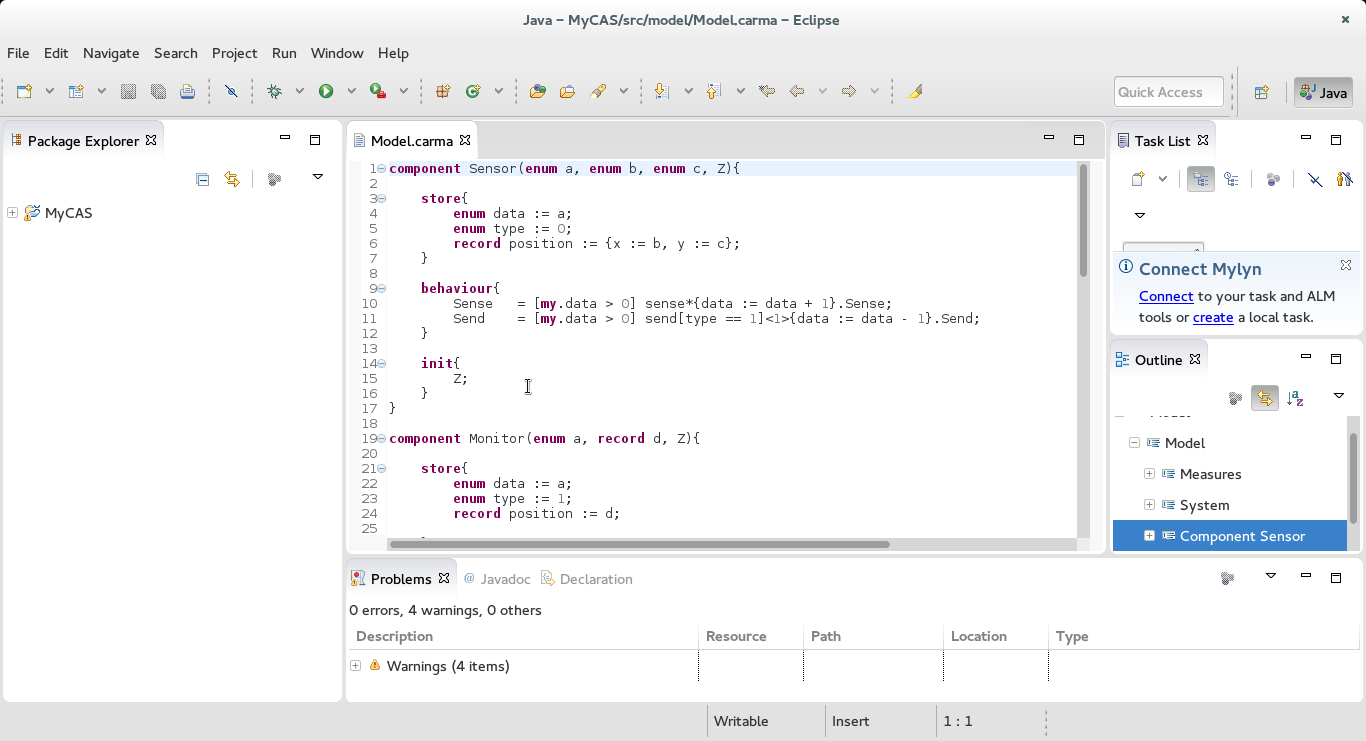 Java – MyCAS/src/model/Model.carma – Eclipse
File Edit Navigate Search Project Run Window Help
Quick Access
Java
Package Explorer
MyCAS
Model.carma
1 component Sensor(enum a, enum b, enum c, Z){
2
3     store{
4         enum data := a;
5         enum type := 0;
6         record position := {x := b, y := c};
7     }
8
9     behaviour{
10         Sense   = [my.data > 0] sense*{data := data + 1}.Sense;
11         Send    = [my.data > 0] send[type == 1]<1>{data := data - 1}.Send;
12     }
13
14     init{
15         Z;
16     }
17 }
18
19 component Monitor(enum a, record d, Z){
20
21     store{
22         enum data := a;
23         enum type := 1;
24         record position := d;
25
Task List
Connect Mylyn
Connect to your task and ALM
tools or create a local task.
Outline
Model
Measures
System
Component Sensor
Problems @ Javadoc Declaration
0 errors, 4 warnings, 0 others
Description Resource Path Location Type
Warnings (4 items)
Writable Insert 1 : 1